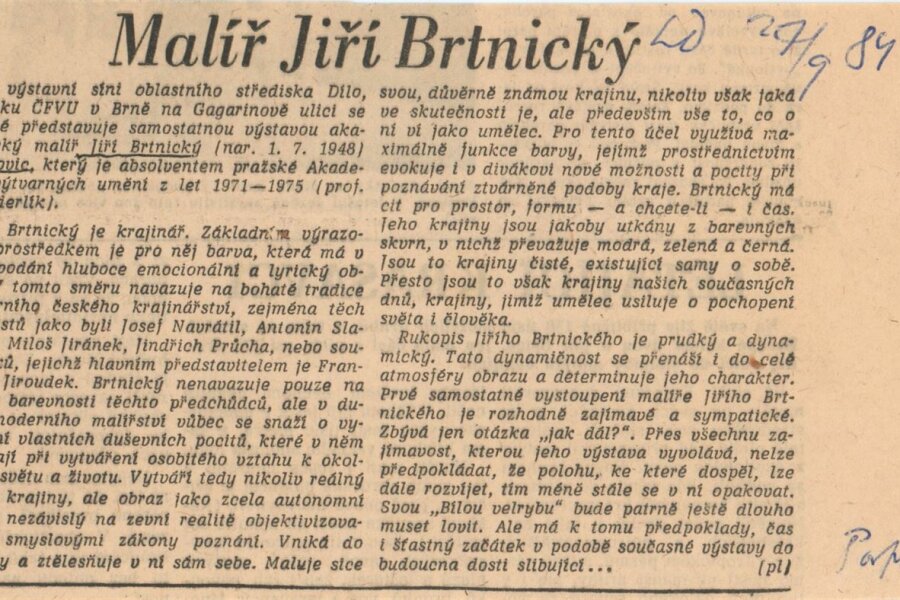 Malíř Jiří Brtnický
LD 27/9 84
výstavní síni oblastního střediska Dílo,
ku ČFVU v Brně na Gagarinově ulici se
é představuje samostatnou výstavou aka-
ký malíř Jiří Brtnický (nar. 1. 7. 1948)
ovic, který je absolventem pražské Akade-
výtvarných umění z let 1971—1975 (prof.
ierlík).
Brtnický je krajinář. Základním výrazo-
prostředkem je pro něj barva, která má v
podání hluboce emocionální a lyrický ob-
V tomto směru navazuje na bohaté tradice
erního českého krajinářství, zejména těch
stů jako byli Josef Navrátil, Antonín Sla-
Miloš Jiránek, Jindřich Průcha, nebo sou-
ků, jejichž hlavním představitelem je Fran-
Jiroudek. Brtnický nenavazuje pouze na
barevnosti těchto předchůdců, ale v du-
moderního malířství vůbec se snaží o vy-
ní vlastních duševních pocitů, které v něm
ají při vytváření osobitého vztahu k okol-
světu a životu. Vytváří tedy nikoliv reálný
krajiny, ale obraz jako zcela autonomní
nezávislý na zevní realitě objektivizova-
smyslovými zákony poznání. Vniká do
y a ztělesňuje v ní sám sebe. Maluje sice
svou, důvěrně známou krajinu, nikoliv však jaká
ve skutečnosti je, ale především vše to, co o
ní ví jako umělec. Pro tento účel využívá ma-
ximálně funkce barvy, jejímž prostřednictvím
evokuje i v divákovi nové možnosti a pocity při
poznávání ztvárněné podoby kraje. Brtnický má
cit pro prostor, formu — a chcete-li — i čas.
Jeho krajiny jsou jakoby utkány z barevných
skvrn, v nichž převažuje modrá, zelená a černá.
Jsou to krajiny čisté, existující samy o sobě.
Přesto jsou to však krajiny našich současných
dnů, krajiny, jimiž umělec usiluje o pochopení
světa i člověka.
Rukopis Jiřího Brtnického je prudký a dyna-
mický. Tato dynamičnost se přenáší i do celé
atmosféry obrazu a determinuje jeho charakter.
Prvé samostatné vystoupení malíře Jiřího Brt-
nického je rozhodně zajímavé a sympatické.
Zbývá jen otázka „jak dál?“. Přes všechnu za-
jímavost, kterou jeho výstava vyvolává, nelze
předpokládat, že polohu, ke které dospěl, lze
dále rozvíjet, tím méně stále se v ní opakovat.
Svou „Bílou velrybu“ bude patrně ještě dlouho
muset lovit. Ale má k tomu předpoklady, čas
i šťastný začátek v podobě současné výstavy do
budoucna dosti slibující...
(pl)